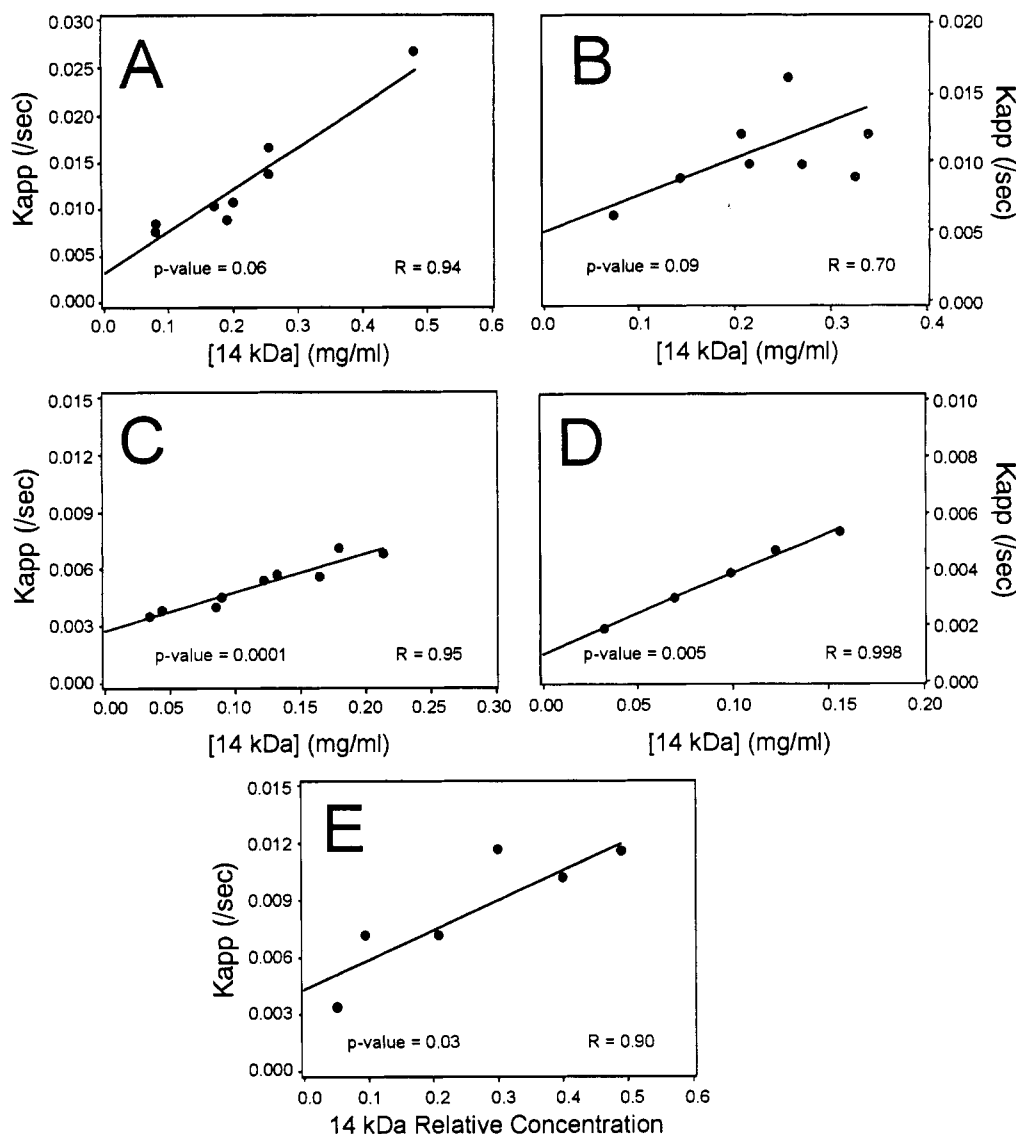 A
Kapp (/sec)
0.030
0.025
0.020
0.015
0.010
0.005
0.000
p-value = 0.06
R = 0.94
0.0 0.1 0.2 0.3 0.4 0.5 0.6
[14 kDa] (mg/ml)
B
Kapp (/sec)
0.020
0.015
0.010
0.005
0.000
p-value = 0.09
R = 0.70
0.0 0.1 0.2 0.3 0.4
[14 kDa] (mg/ml)
C
Kapp (/sec)
0.015
0.012
0.009
0.006
0.003
0.000
p-value = 0.0001
R = 0.95
0.00 0.05 0.10 0.15 0.20 0.25 0.30
[14 kDa] (mg/ml)
D
Kapp (/sec)
0.010
0.008
0.006
0.004
0.002
0.000
p-value = 0.005
R = 0.998
0.00 0.05 0.10 0.15 0.20
[14 kDa] (mg/ml)
E
Kapp (/sec)
0.015
0.012
0.009
0.006
0.003
0.000
p-value = 0.03
R = 0.90
0.0 0.1 0.2 0.3 0.4 0.5 0.6
14 kDa Relative Concentration